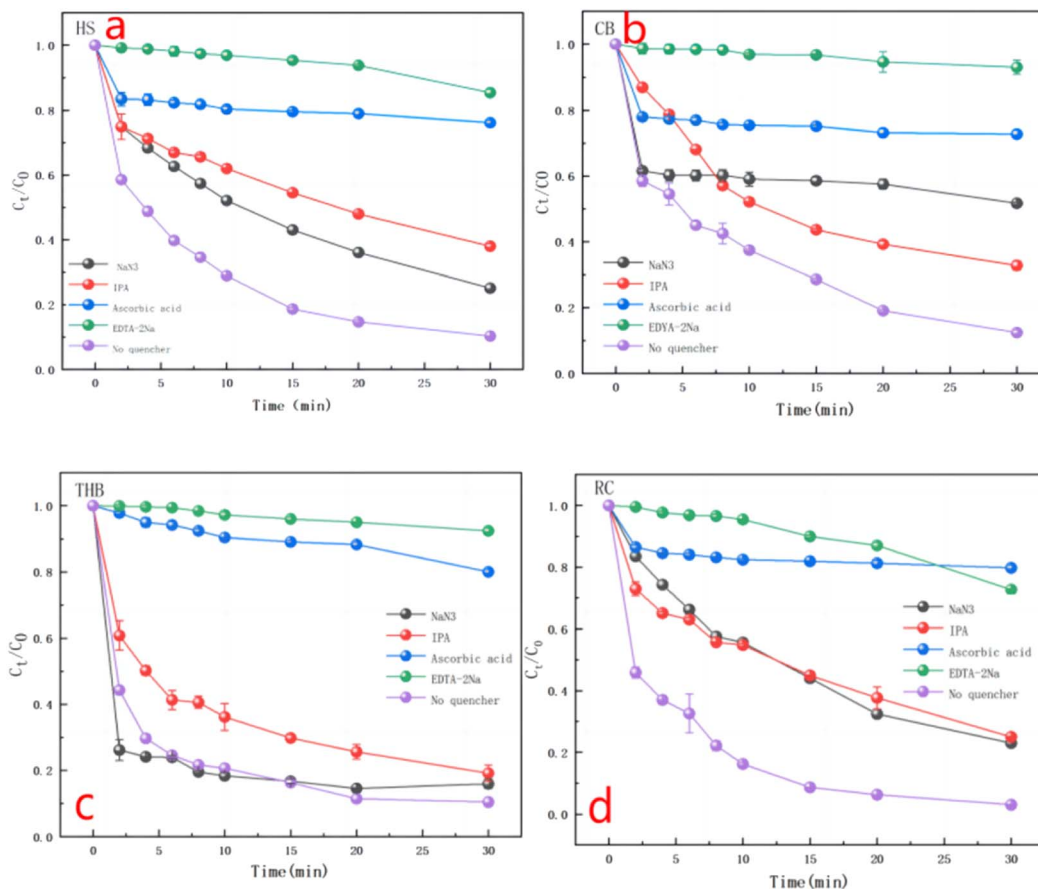 HS
a
Ct/C0
1.0
0.8
0.6
0.4
0.2
0.0
NaN3
IPA
Ascorbic acid
EDTA-2Na
No quencher
0 5 10 15 20 25 30
Time (min)
CB
b
Ct/C0
1.0
0.8
0.6
0.4
0.2
0.0
NaN3
IPA
Ascorbic acid
EDYA-2Na
No quencher
0 5 10 15 20 25 30
Time(min)
THB
Ct/C0
1.0
0.8
0.6
0.4
0.2
0.0
NaN3
IPA
Ascorbic acid
EDTA-2Na
No quencher
c
0 5 10 15 20 25 30
Time(min)
RC
Ct/C0
1.0
0.8
0.6
0.4
0.2
0.0
NaN3
IPA
Ascorbic acid
EDTA-2Na
No quencher
d
0 5 10 15 20 25 30
Time(min)